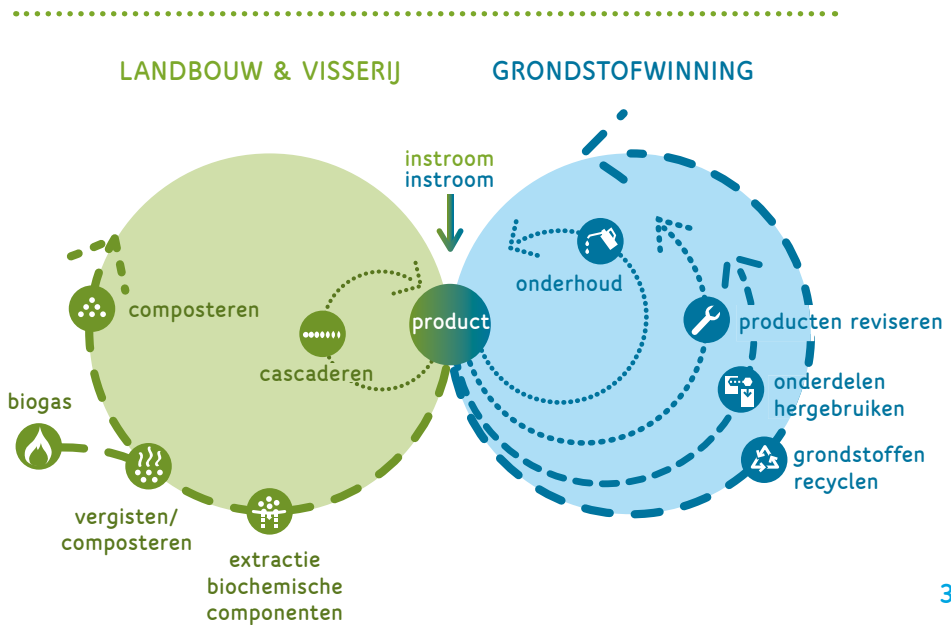 LANDBOUW & VISSERIJ
GRONDSTOFWINNING
instroom
instroom
onderhoud
composteren
product
producten reviseren
cascaderen
onderdelen
hergebruiken
biogas
grondstoffen
recyclen
vergisten/
composteren
extractie
biochemische
componenten
3